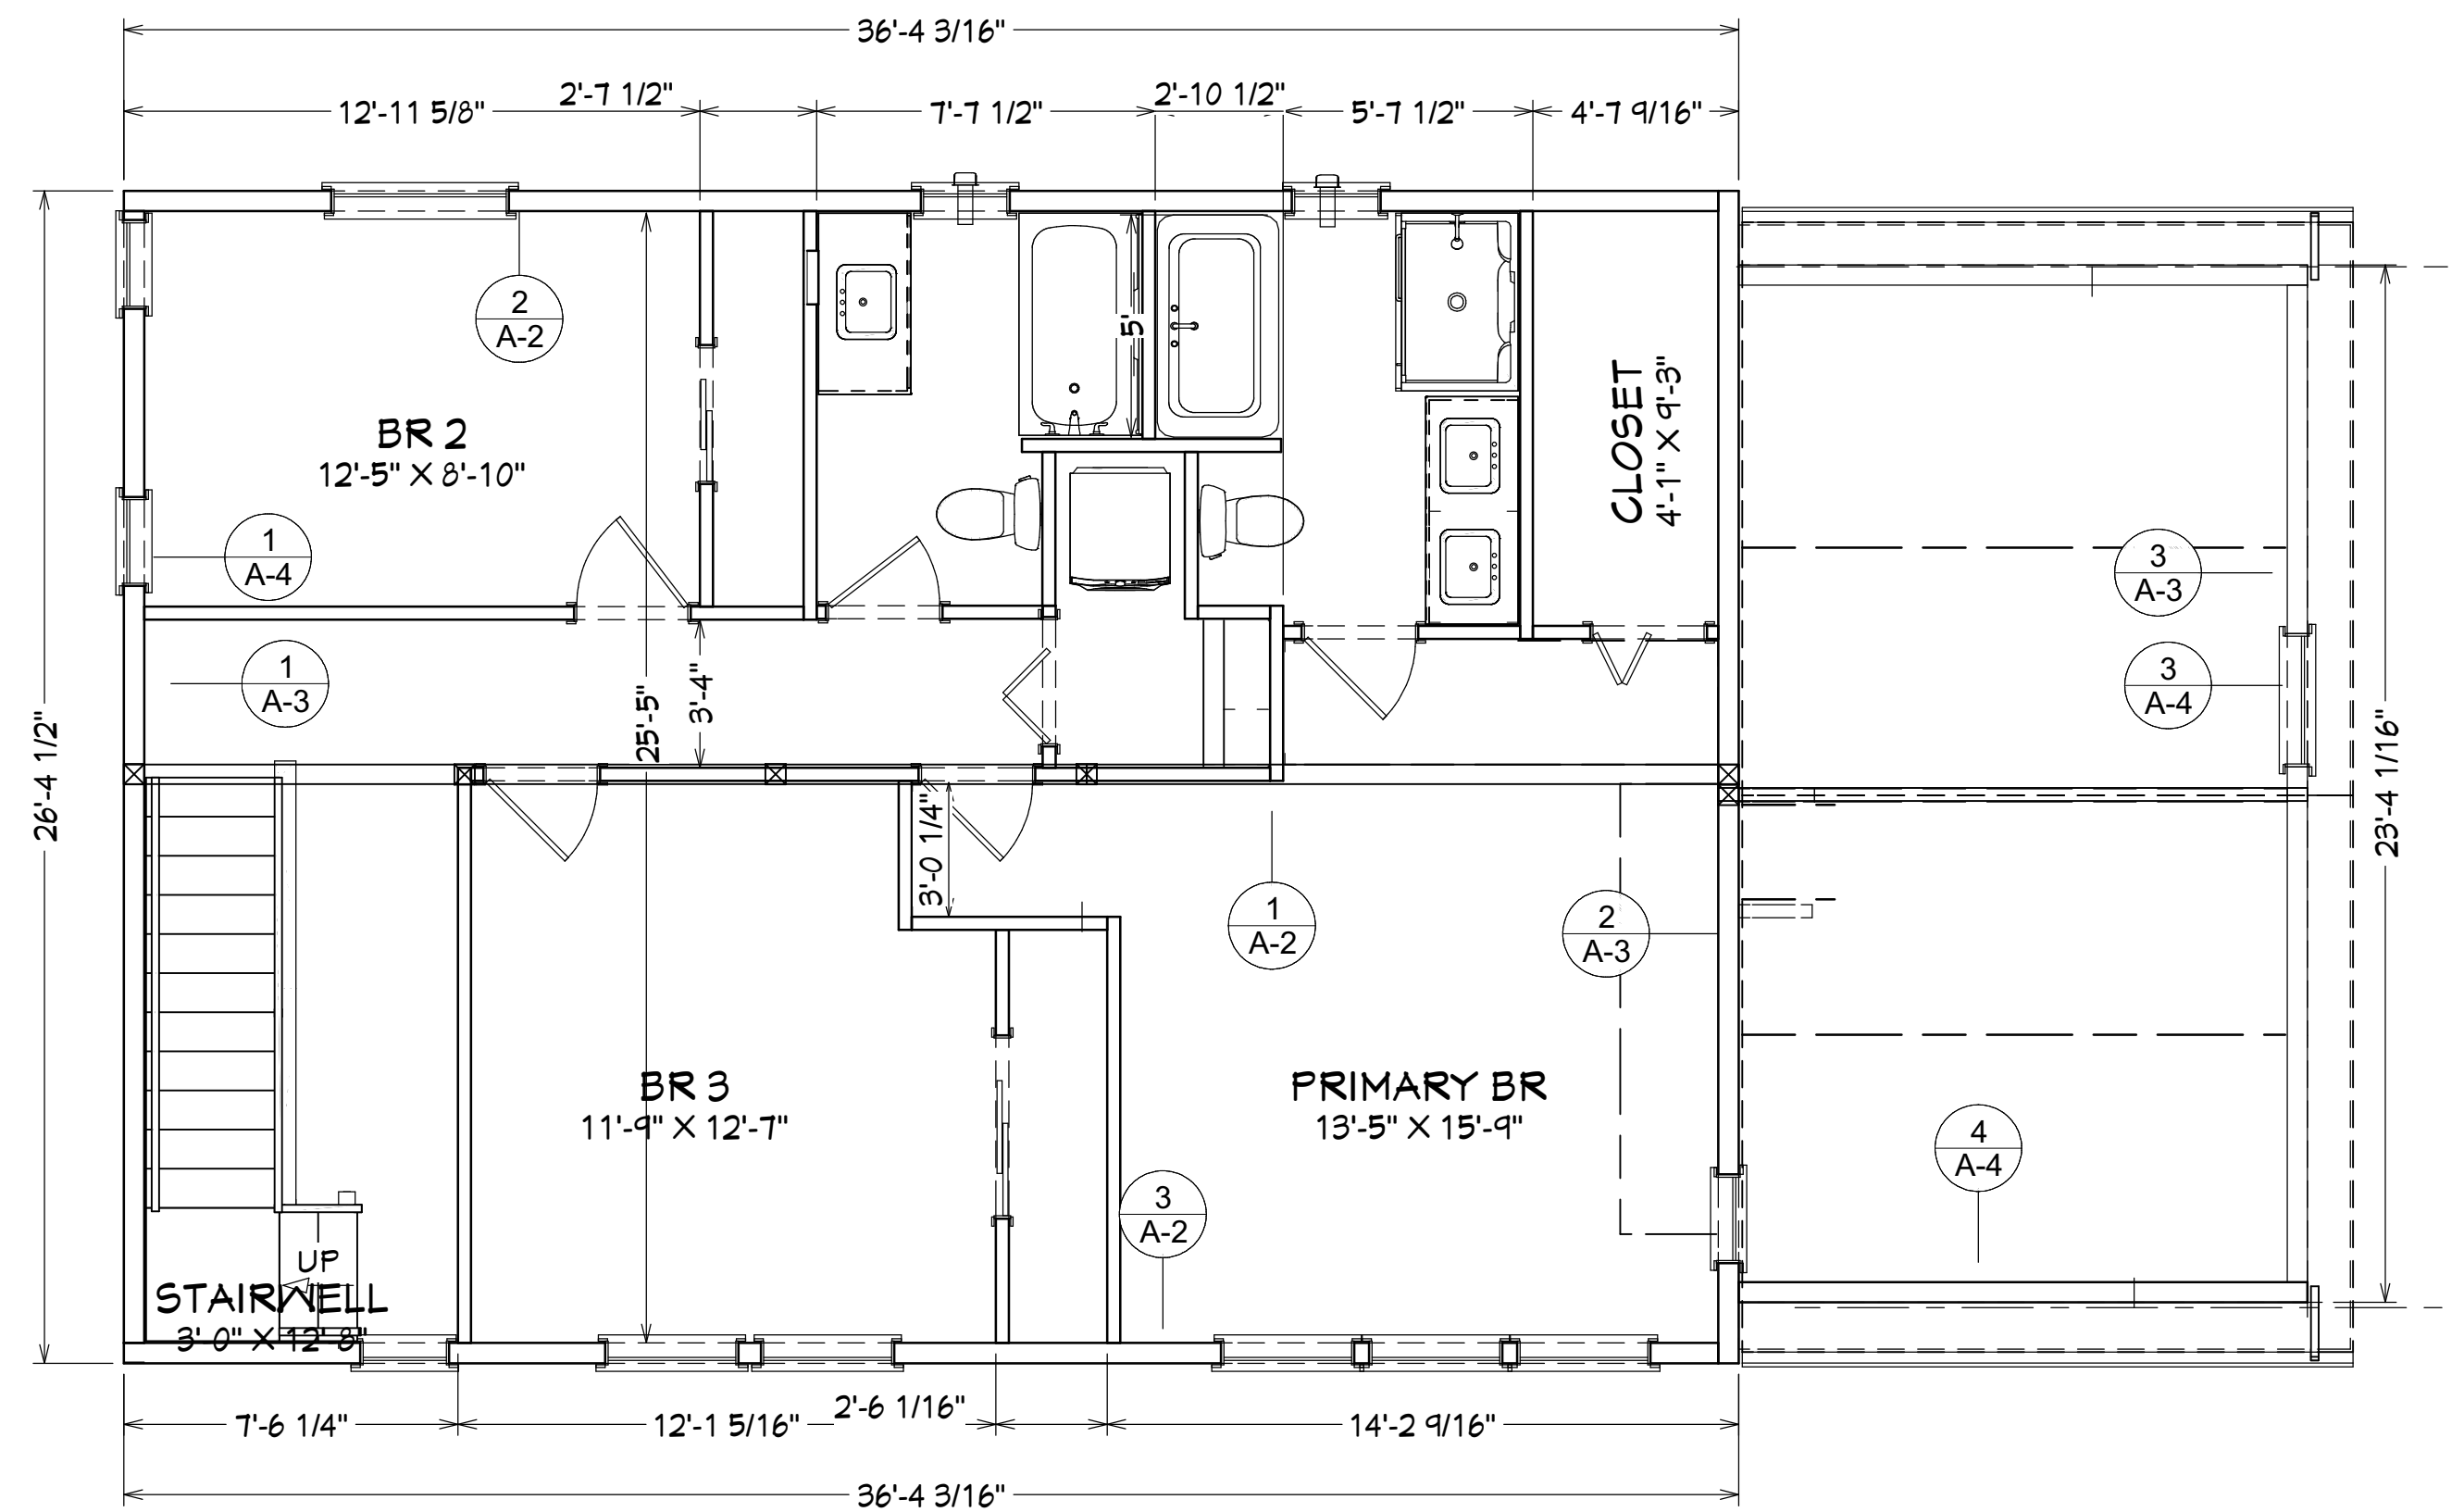 36'-4 3/16"
12'-11 5/8"
2'-7 1/2"
7'-7 1/2"
2'-10 1/2"
5'-7 1/2"
4'-7 9/16"
2
A-2
5'
BR 2
12'-5" X 8'-10"
CLOSET
4'-1" X 9'-3"
1
A-4
3
A-3
1
A-3
3
A-4
25'-5"
3'-4"
26'-4 1/2"
23'-4 1/16"
3'-0 1/4"
1
A-2
2
A-3
BR 3
11'-9" X 12'-7"
PRIMARY BR
13'-5" X 15'-9"
4
A-4
3
A-2
UP
STAIRWELL
3'-0" X 12'-8"
7'-6 1/4"
12'-1 5/16"
2'-6 1/16"
14'-2 9/16"
36'-4 3/16"